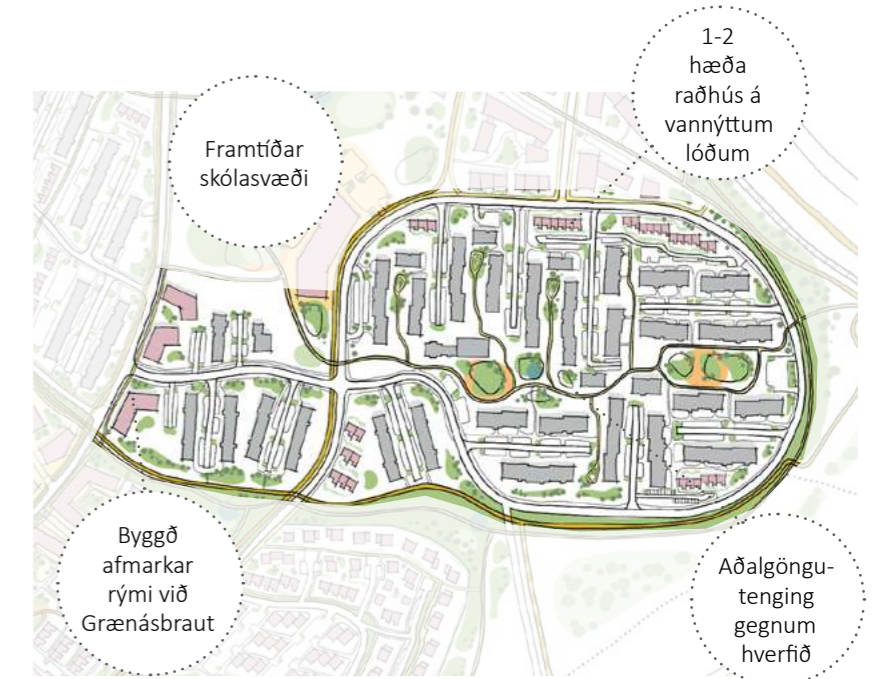 1-2
hæða
raðhús á
vannýttum
lóðum
Framtíðar
skólasvæði
Byggð
afmarkar
rými við
Grænásbraut
Aðalgöngu-
tenging
gegnum
hverfið